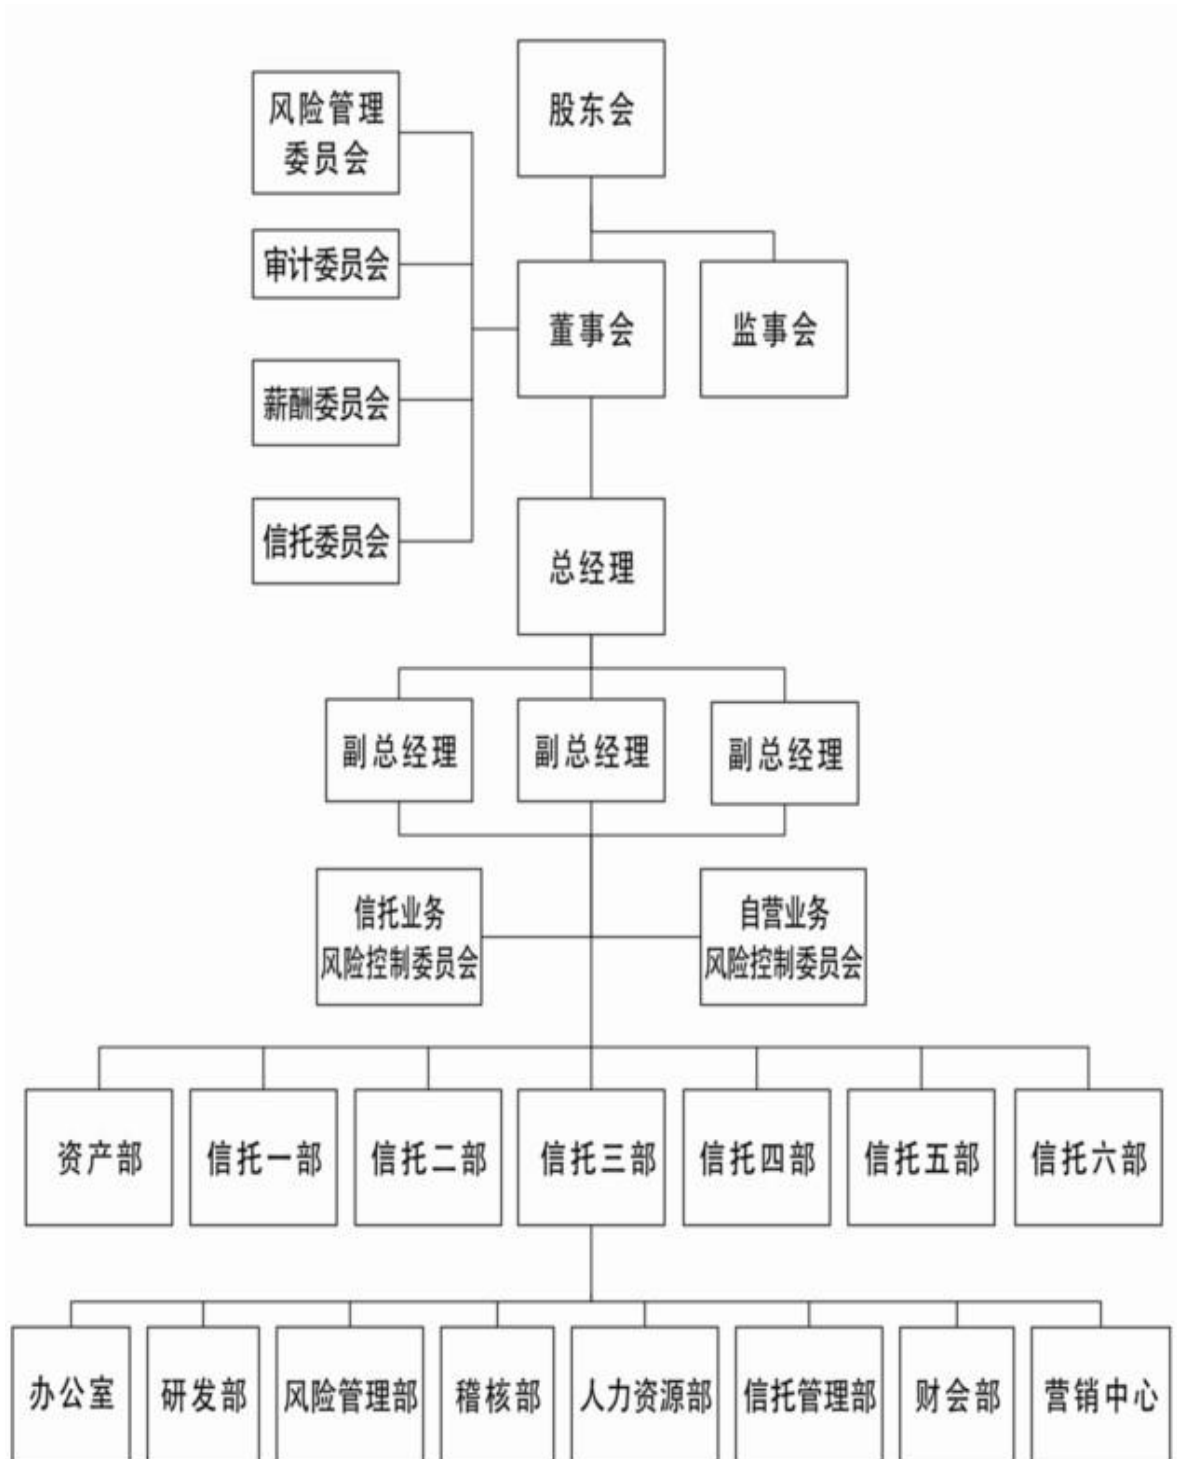 股东会
风险管理
委员会
审计委员会
董事会
监事会
薪酬委员会
信托委员会
总经理
副总经理
副总经理
副总经理
信托业务
风险控制委员会
自营业务
风险控制委员会
资产部
信托一部
信托二部
信托三部
信托四部
信托五部
信托六部
办公室
研发部
风险管理部
稽核部
人力资源部
信托管理部
财会部
营销中心